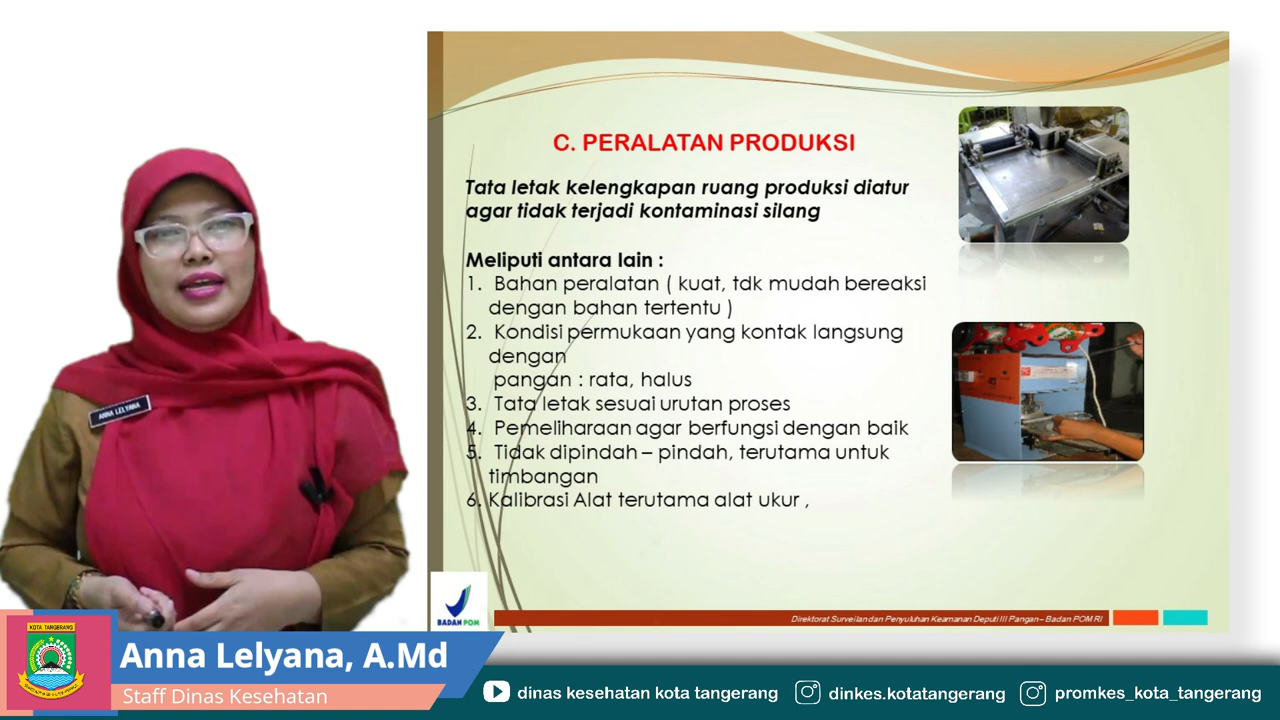 C. PERALATAN PRODUKSI
Tata letak kelengkapan ruang produksi diatur
agar tidak terjadi kontaminasi silang
Meliputi antara lain :
1. Bahan peralatan ( kuat, tdk mudah bereaksi
dengan bahan tertentu )
2. Kondisi permukaan yang kontak langsung
dengan
pangan : rata, halus
3. Tata letak sesuai urutan proses
4. Pemeliharaan agar berfungsi dengan baik
5. Tidak dipindah – pindah, terutama untuk
timbangan
6. Kalibrasi Alat terutama alat ukur ,
BADAN POM
Direktorat Surveilan dan Penyuluhan Keamanan Deputi III Pangan– Badan POM RI
ANNA LELYANA
KOTA TANGERANG
Anna Lelyana, A.Md
Staff Dinas Kesehatan
dinas kesehatan kota tangerang
dinkes.kotatangerang
promkes_kota_tangerang